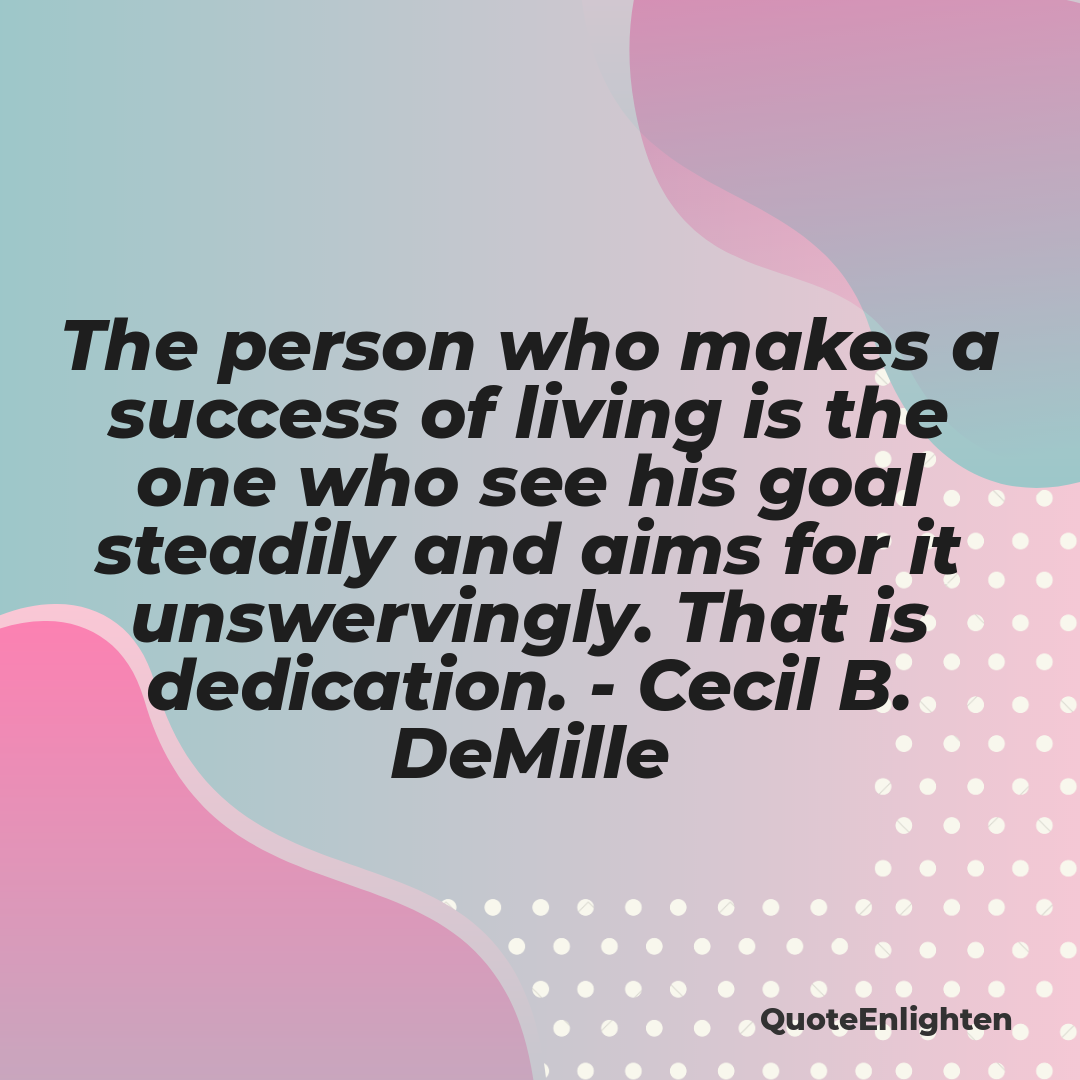 The person who makes a
success of living is the
one who see his goal
steadily and aims for it
unswervingly. That is
dedication. - Cecil B.
DeMille
QuoteEnlighten